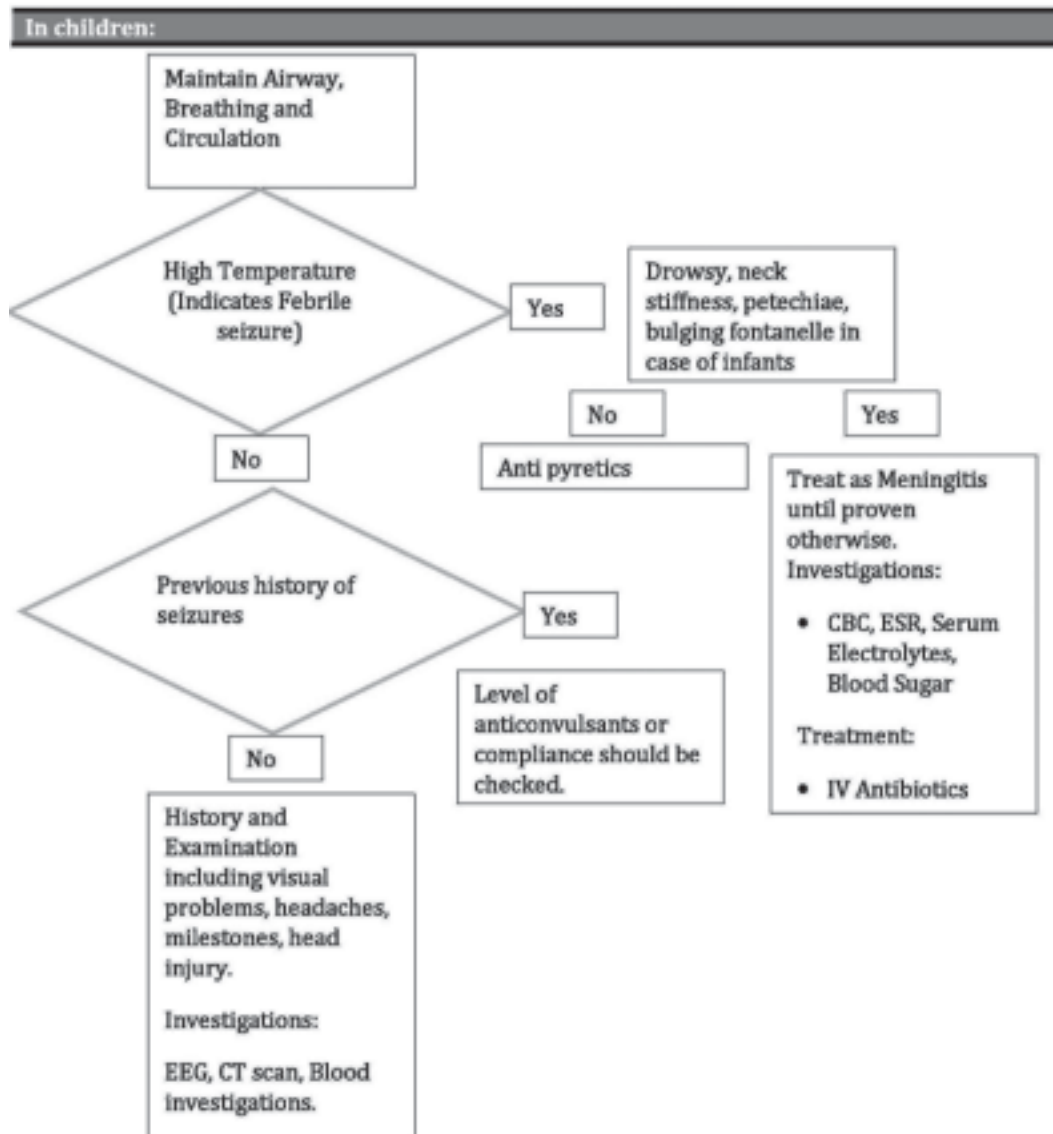 In children:
Maintain Airway,
Breathing and
Circulation
High Temperature
(Indicates Febrile
seizure)
Yes
Drowsy, neck
stiffness, petechiae,
bulging fontanelle in
case of infants
No
Yes
No
Anti pyretics
Treat as Meningitis
until proven
otherwise.
Investigations:
• CBC, ESR, Serum
Electrolytes,
Blood Sugar
Treatment:
• IV Antibiotics
Previous history of
seizures
Yes
Level of
anticonvulsants or
compliance should be
checked.
No
History and
Examination
including visual
problems, headaches,
milestones, head
injury.
Investigations:
EEG, CT scan, Blood
investigations.